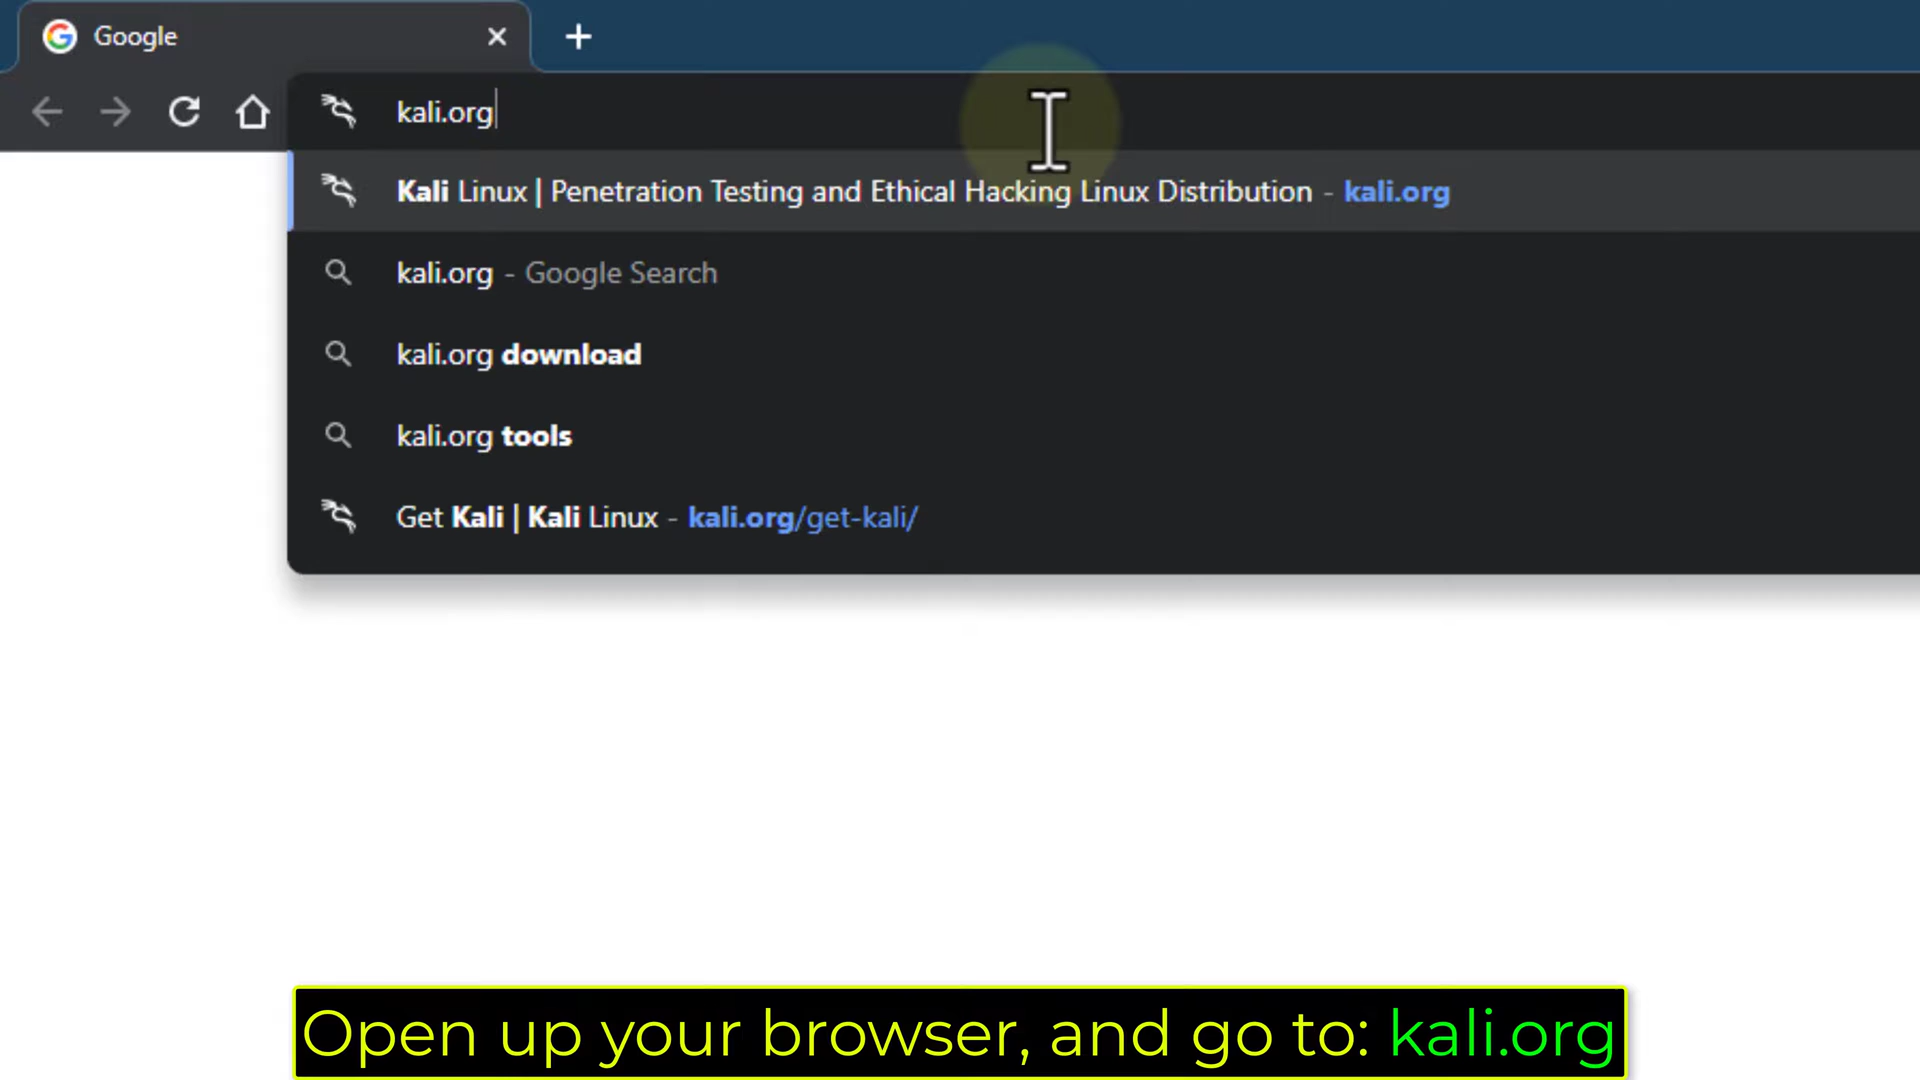 Google
kali.org
Kali Linux | Penetration Testing and Ethical Hacking Linux Distribution - kali.org
kali.org - Google Search
kali.org download
kali.org tools
Get Kali | Kali Linux - kali.org/get-kali/
Open up your browser, and go to: kali.org